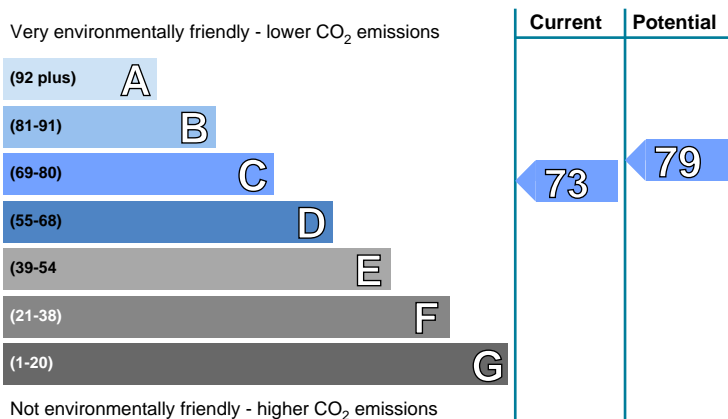 Very environmentally friendly - lower CO2 emissions
Current
Potential
(92 plus) A
(81-91) B
(69-80) C
(55-68) D
(39-54 E
(21-38) F
(1-20) G
73
79
Not environmentally friendly - higher CO2 emissions